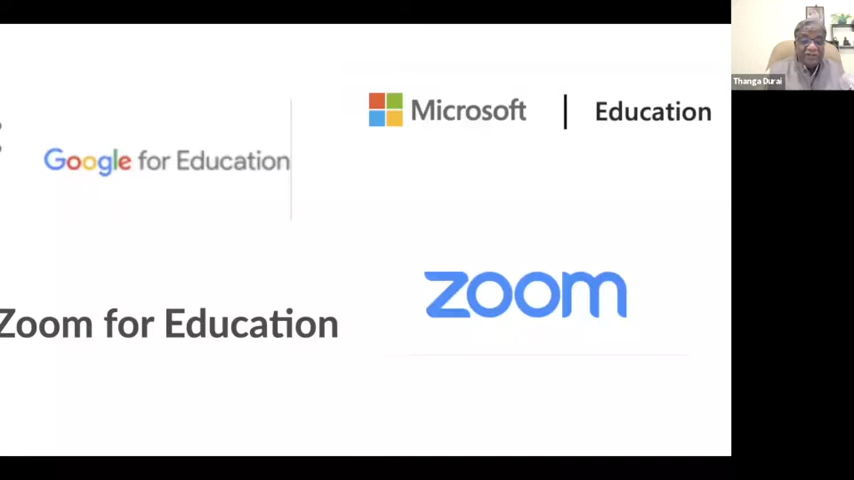 Microsoft | Education
Google for Education
zoom
Zoom for Education
Thanga Durai